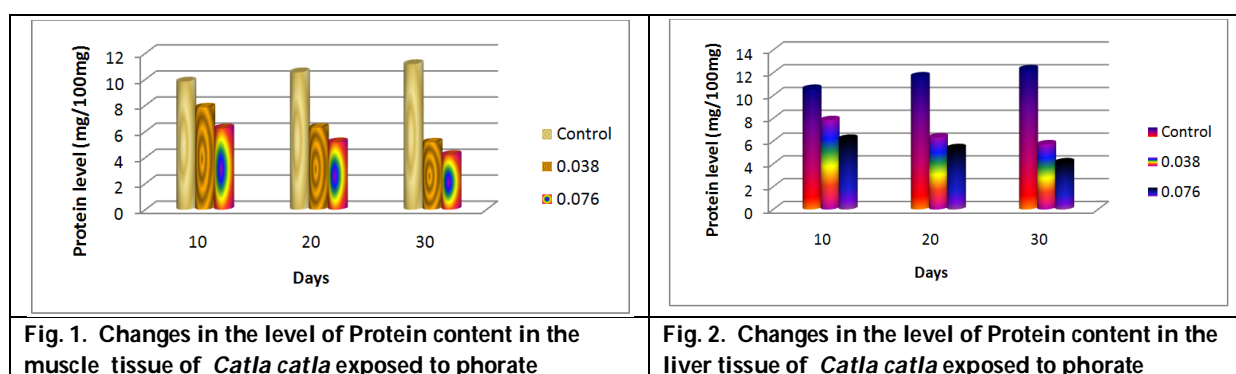 Protein level (mg/100mg)
12
10
8
6
4
2
0
10 20 30
Days
Control
0.038
0.076
Fig. 1. Changes in the level of Protein content in the
muscle tissue of Catla catla exposed to phorate
Protein level (mg/100mg)
14
12
10
8
6
4
2
0
10 20 30
Days
Control
0.038
0.076
Fig. 2. Changes in the level of Protein content in the
liver tissue of Catla catla exposed to phorate